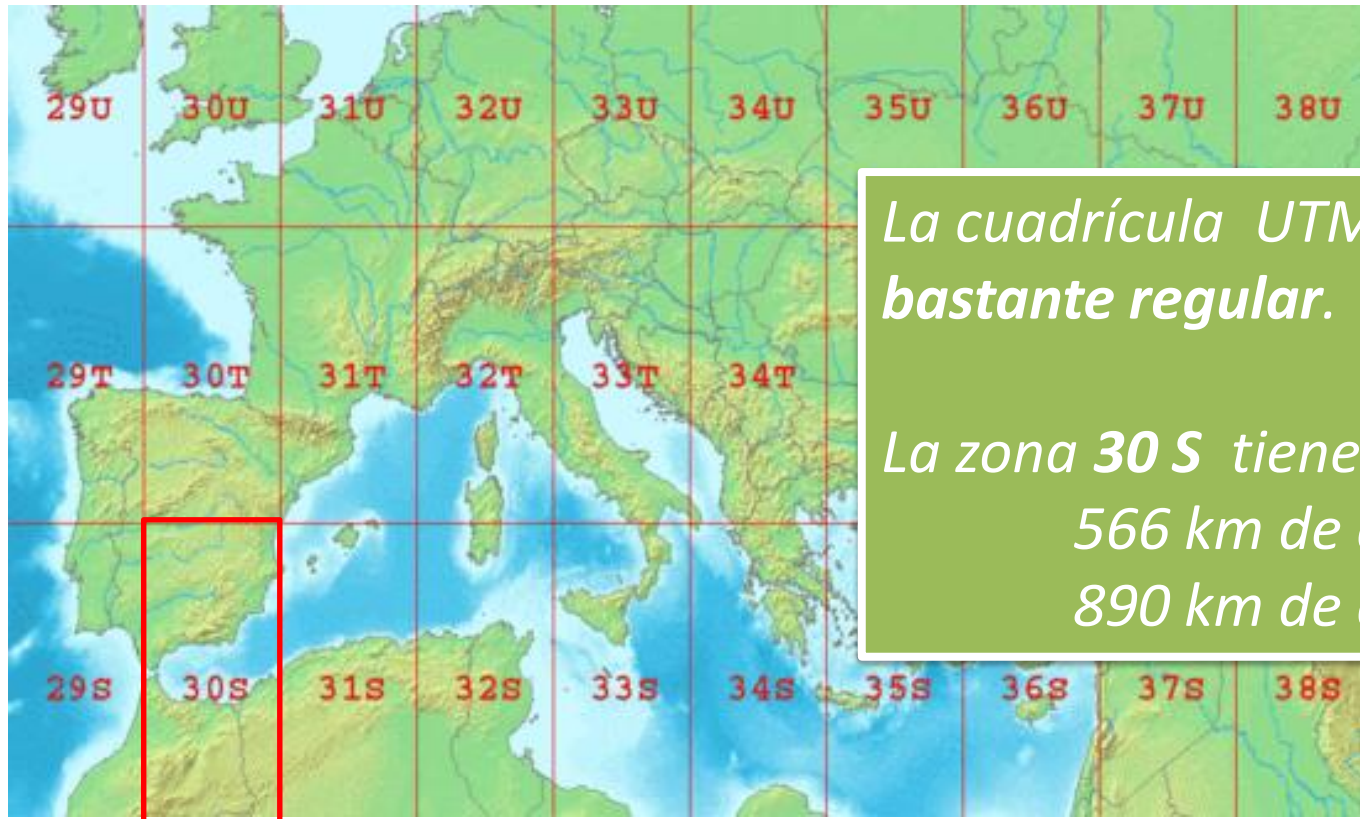 29U 30U 31U 32U 33U 34U 35U 36U 37U 38U
La cuadrícula UTM
bastante regular.
29T 30T 31T 32T 33T 34T
La zona 30 S tiene
566 km de
890 km de
29S 30S 31S 32S 33S 34S 35S 36S 37S 38S